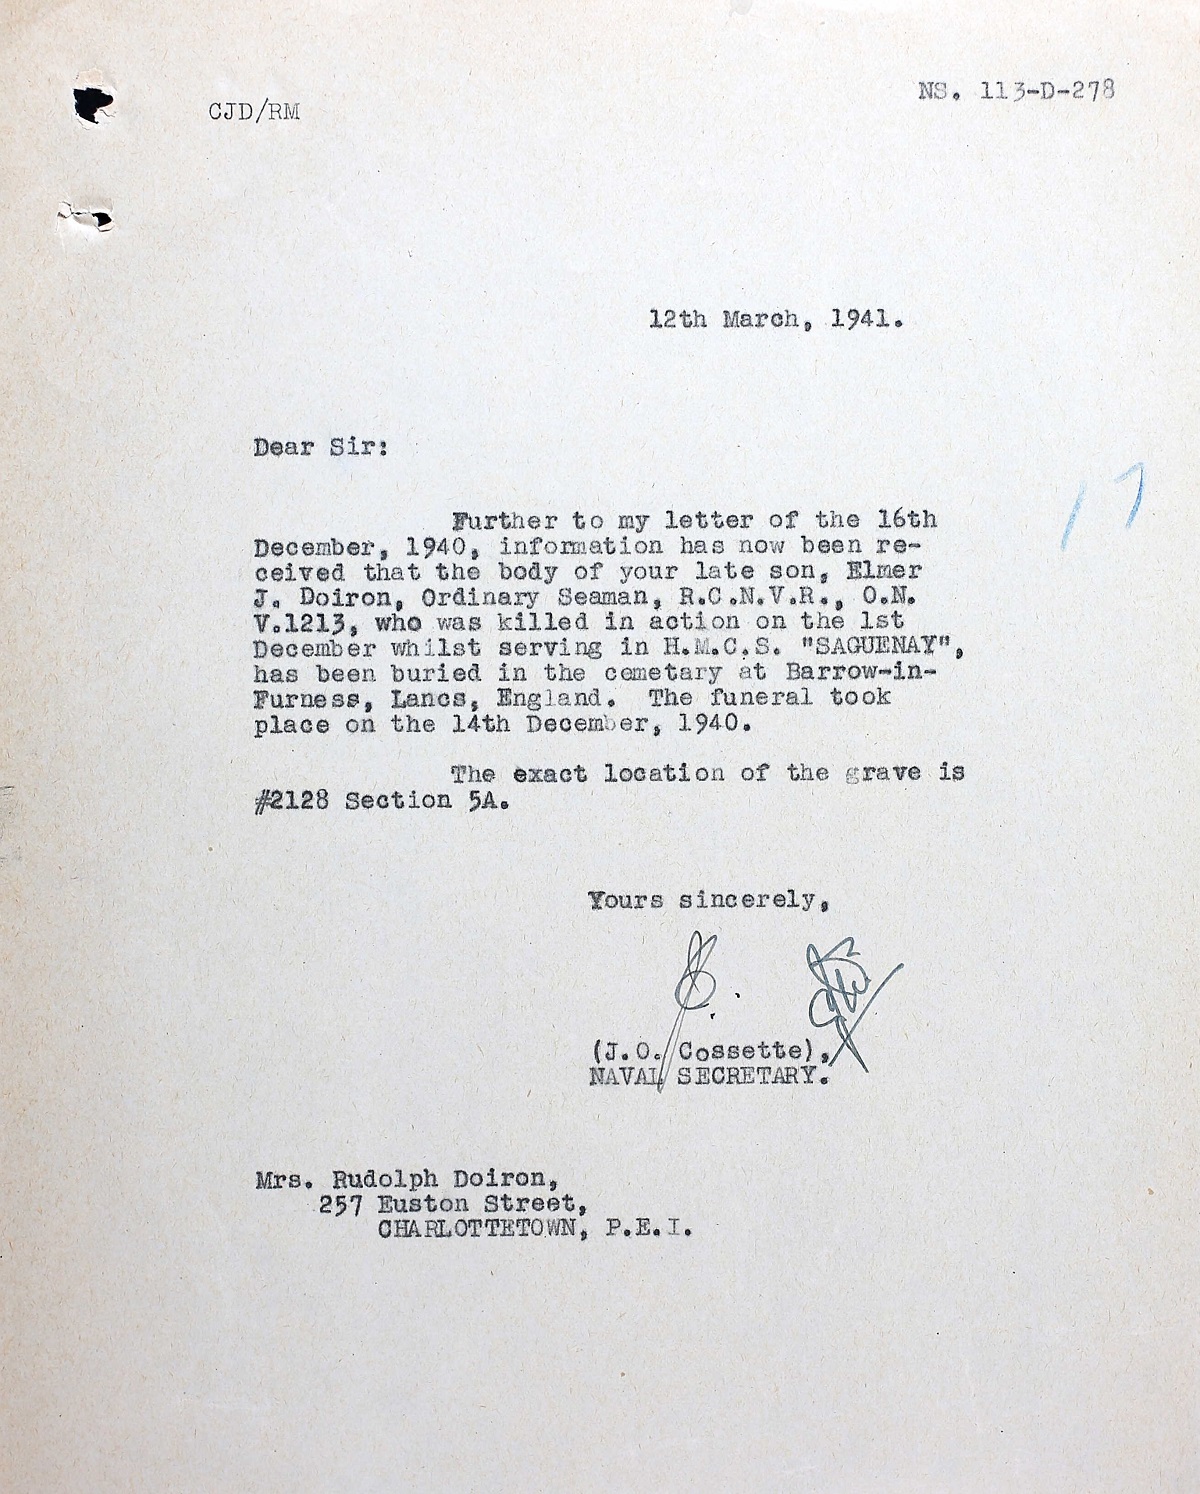 NS. 113-D-278
CJD/RM
12th March, 1941.
Dear Sir:
17
Further to my letter of the 16th
December, 1940, information has now been re-
ceived that the body of your late son, Elmer
J. Doiron, Ordinary Seaman, R.C.N.V.R., O.N.
V.1213, who was killed in action on the 1st
December whilst serving in H.M.C.S. "SAGUENAY",
has been buried in the cemetary at Barrow-in-
Furness, Lancs, England. The funeral took
place on the 14th December, 1940.
The exact location of the grave is
#2128 Section 5A.
Yours sincerely,
(J.O. Cossette),
NAVAL SECRETARY.
Mrs. Rudolph Doiron,
257 Euston Street,
CHARLOTTETOWN, P.E.I.